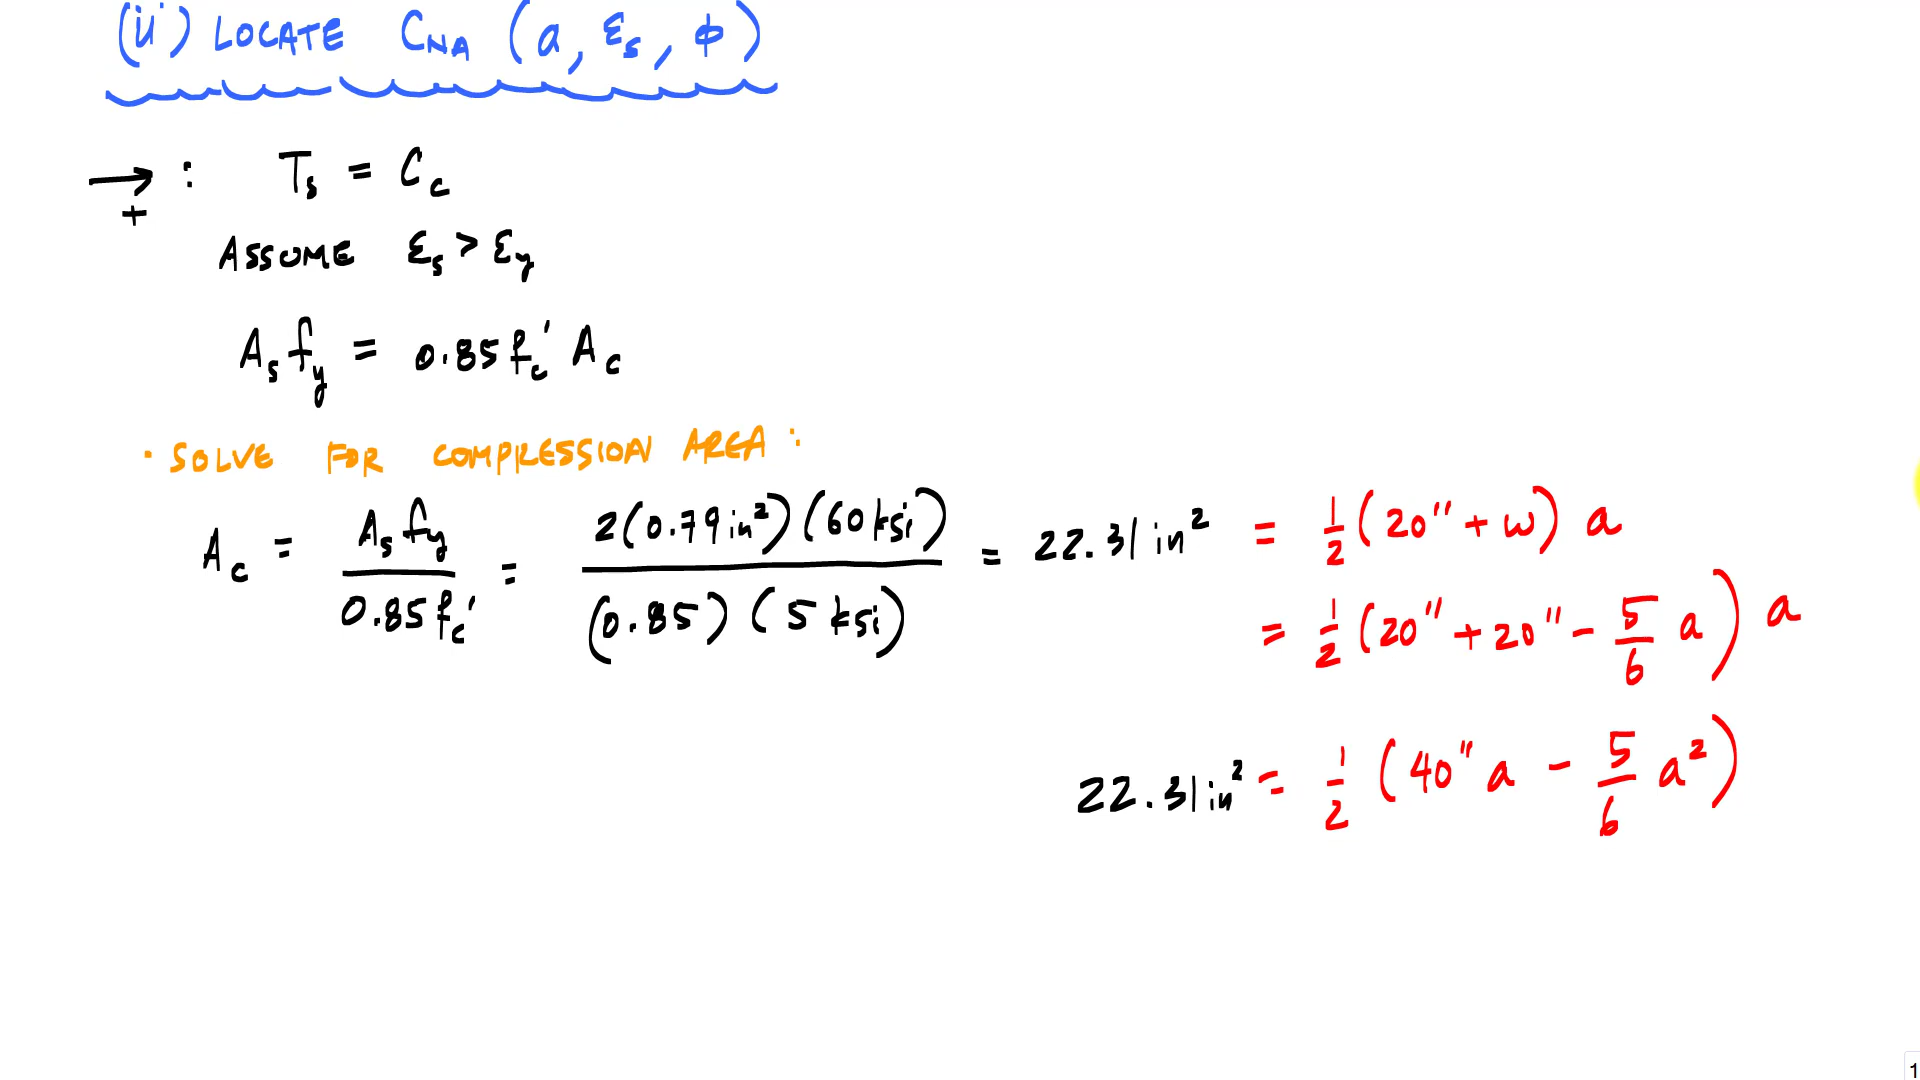 (ii) LOCATE C_NA (a, ε_s, φ)
→+ : T_s = C_c
ASSUME ε_s > ε_y
A_s f_y = 0.85 f_c' A_c
· SOLVE FOR COMPRESSION AREA :
A_c = A_s f_y / 0.85 f_c' = 2(0.79 in²)(60 ksi) / (0.85)(5 ksi) = 22.31 in² = 1/2 (20" + w) a
= 1/2 (20" + 20" - 5/6 a) a
22.31 in² = 1/2 (40" a - 5/6 a²)
1